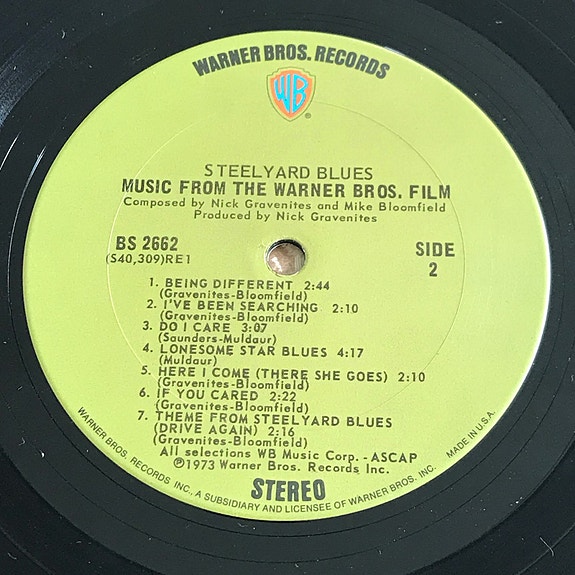 WARNER BROS. RECORDS
WB
®
STEELYARD BLUES
MUSIC FROM THE WARNER BROS. FILM
Composed by Nick Gravenites and Mike Bloomfield
Produced by Nick Gravenites
BS 2662
(S40,309)RE1
SIDE
2
1. BEING DIFFERENT 2:44
(Gravenites-Bloomfield)
2. I'VE BEEN SEARCHING 2:10
(Gravenites-Bloomfield)
3. DO I CARE 3:07
(Saunders-Muldaur)
4. LONESOME STAR BLUES 4:17
(Muldaur)
5. HERE I COME (THERE SHE GOES) 2:10
(Gravenites-Bloomfield)
6. IF YOU CARED 2:22
(Gravenites-Bloomfield)
7. THEME FROM STEELYARD BLUES
(DRIVE AGAIN) 2:16
(Gravenites-Bloomfield)
All selections WB Music Corp. - ASCAP
℗1973 Warner Bros. Records Inc.
STEREO
WARNER BROS. RECORDS INC., A SUBSIDIARY AND LICENSEE OF WARNER BROS. INC.
MADE IN U.S.A.